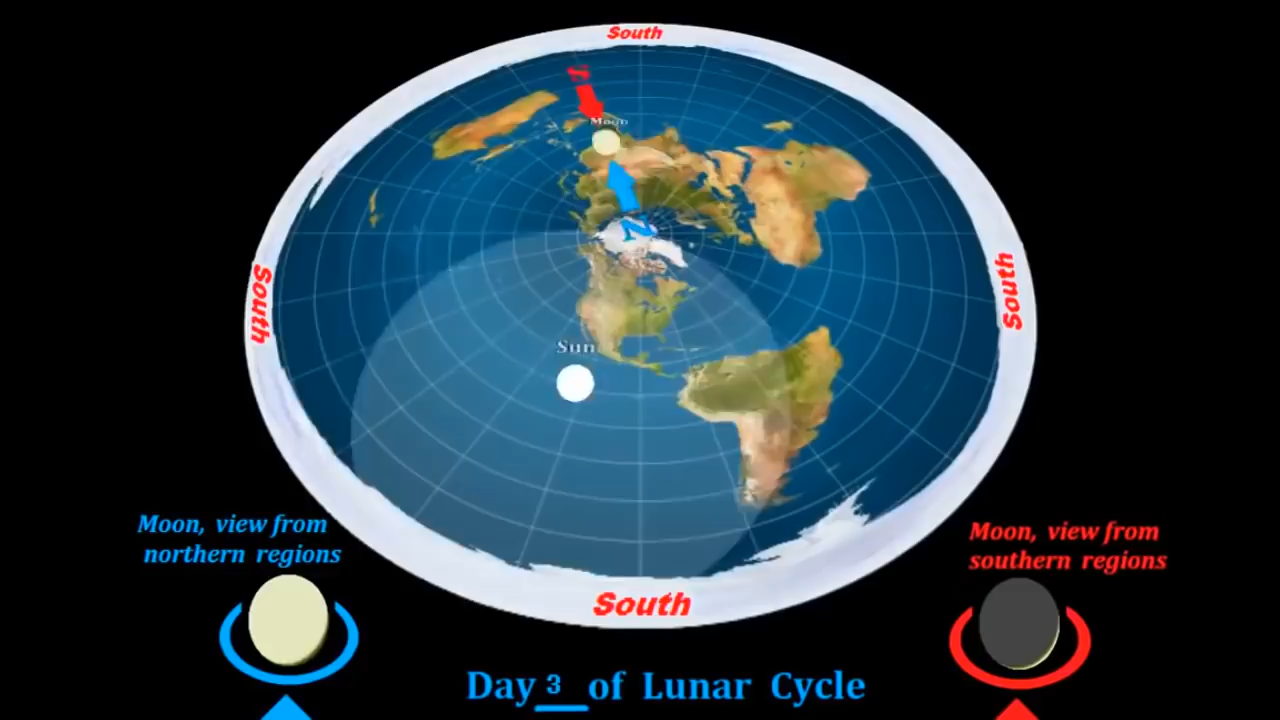 South
S
Moon
N
South
South
Sun
Moon, view from
northern regions
Moon, view from
southern regions
South
Day 3 of Lunar Cycle